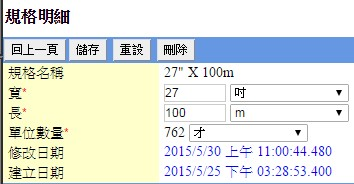 規格明細
回上一頁 儲存 重設 刪除
規格名稱 27" X 100m
寬* 27 吋
長* 100 m
單位數量* 762 才
修改日期 2015/5/30 上午 11:00:44.480
建立日期 2015/5/25 下午 03:28:53.400